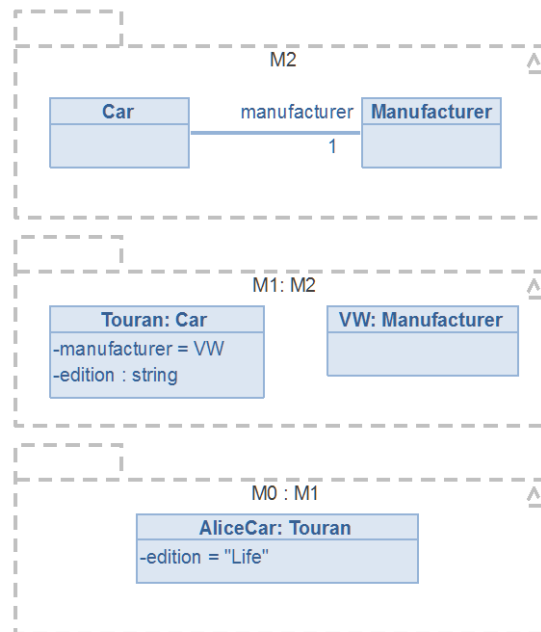 M2
Car
manufacturer
Manufacturer
1
M1: M2
Touran: Car
-manufacturer = VW
-edition : string
VW: Manufacturer
M0 : M1
AliceCar: Touran
-edition = "Life"